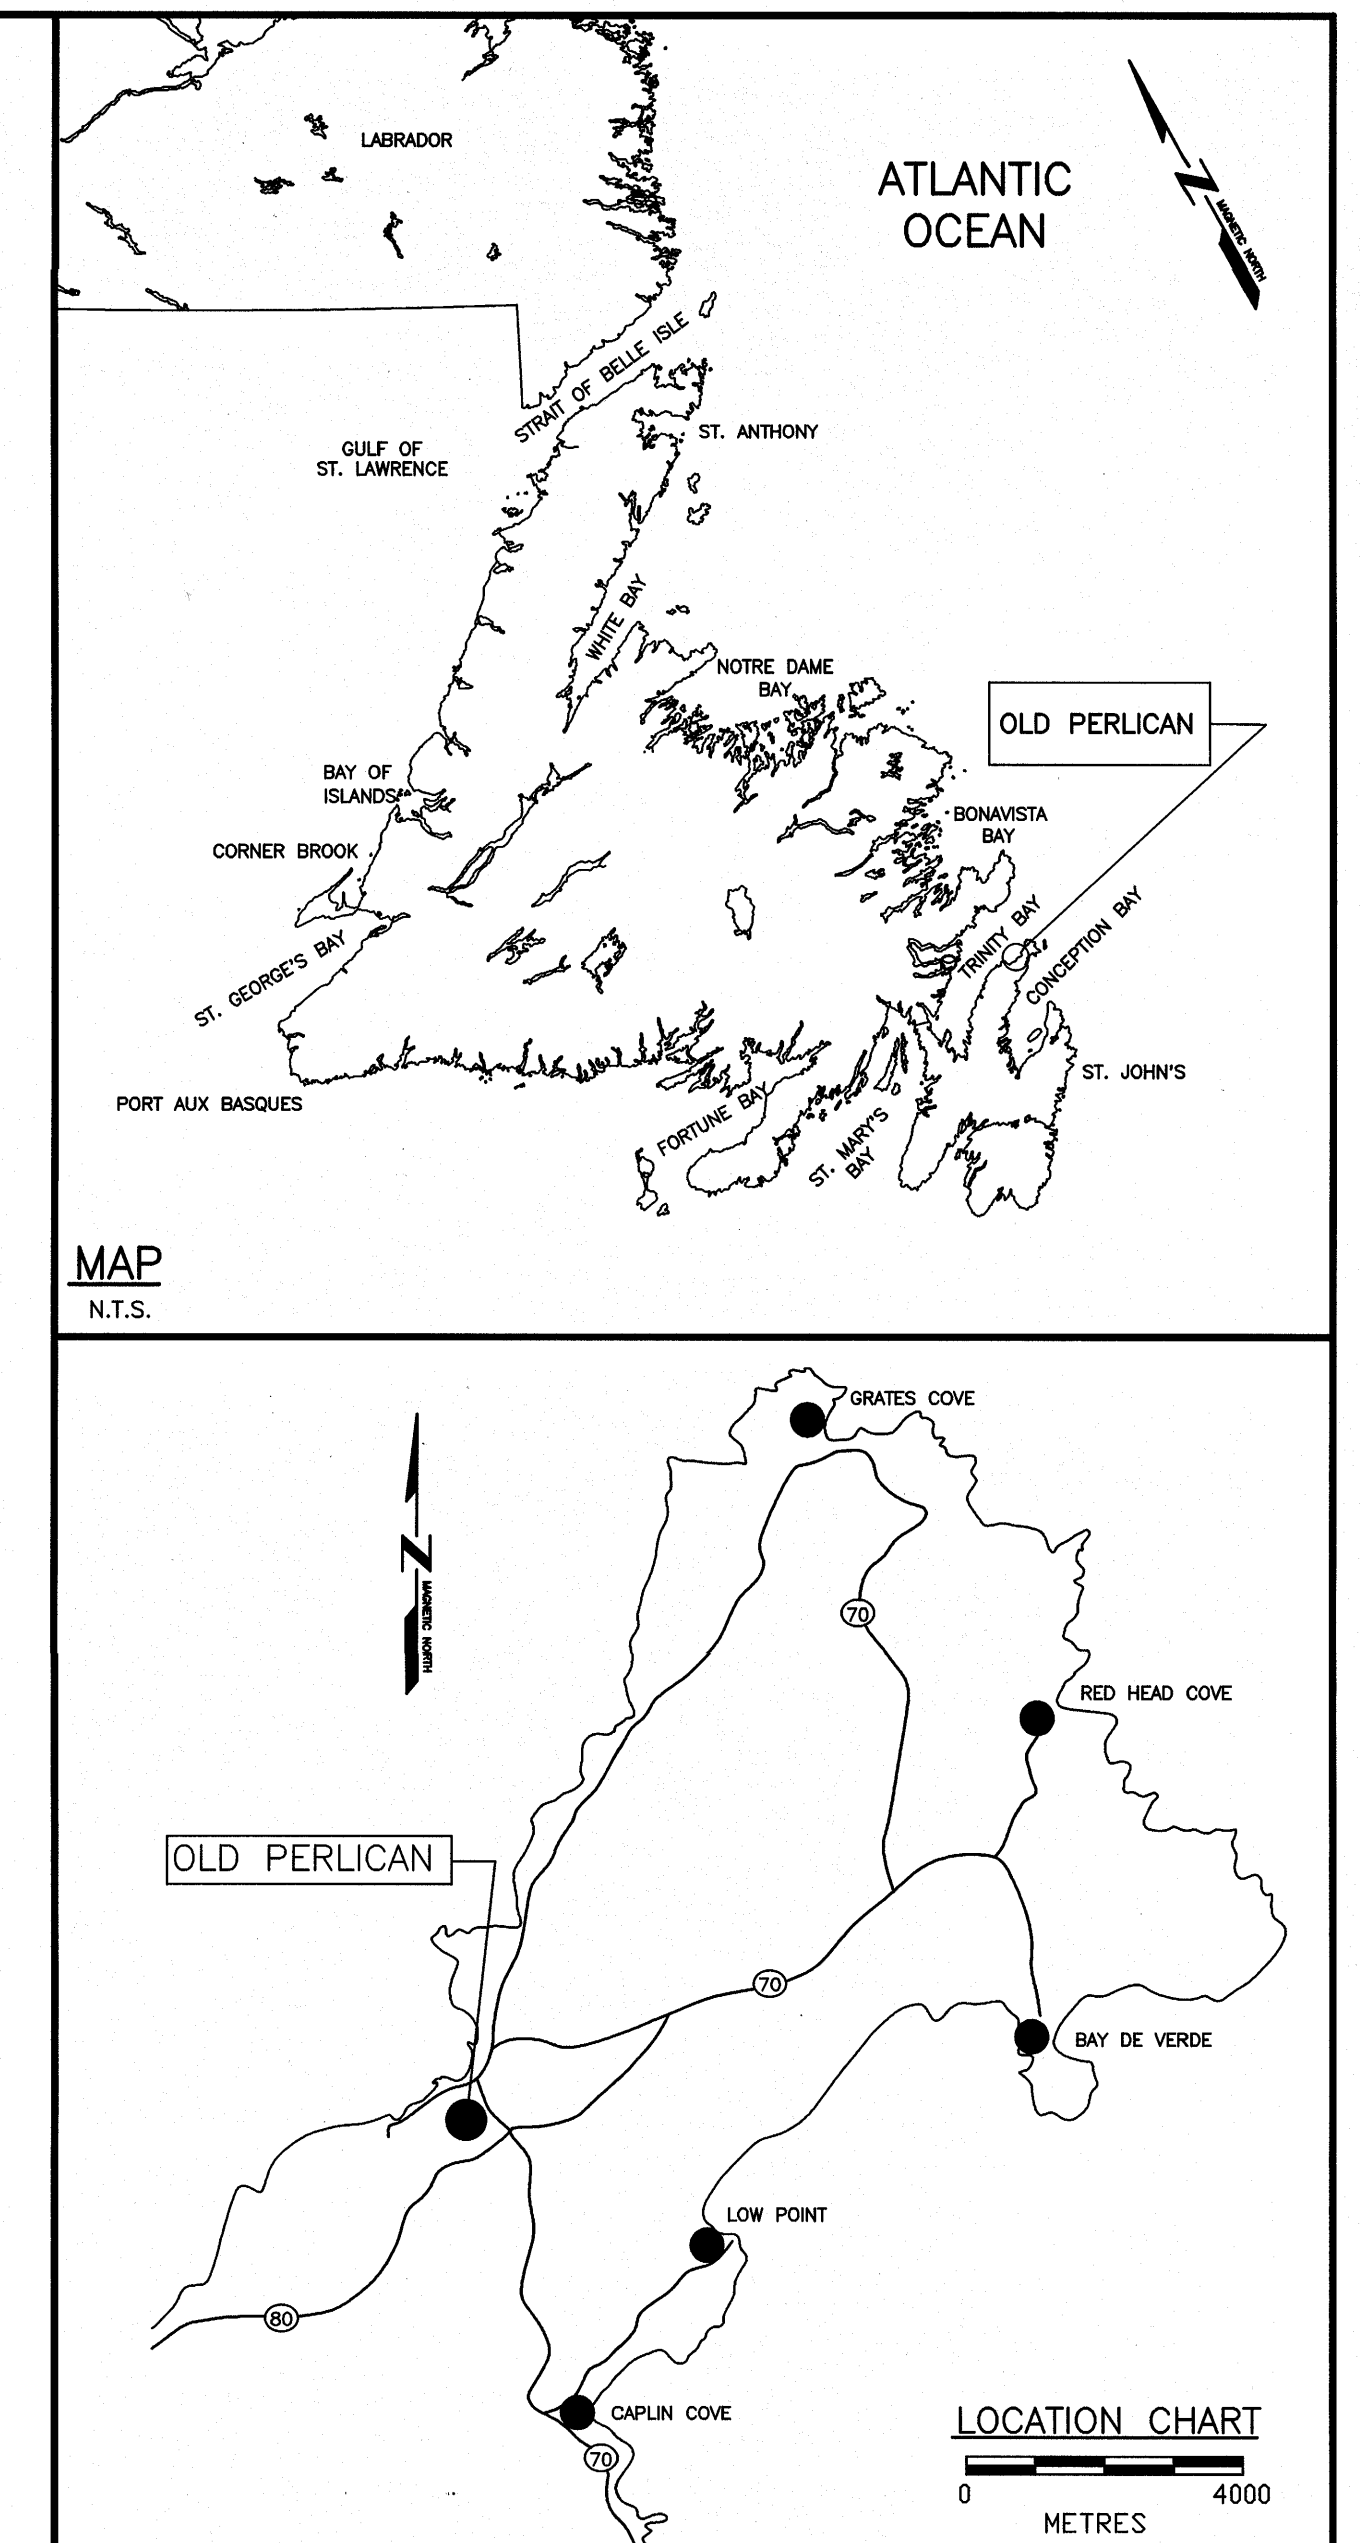 LABRADOR
ATLANTIC
OCEAN
N
MAGNETIC NORTH
STRAIT OF BELLE ISLE
GULF OF
ST. LAWRENCE
ST. ANTHONY
WHITE BAY
NOTRE DAME
BAY
OLD PERLICAN
BAY OF
ISLANDS
BONAVISTA
BAY
CORNER BROOK
TRINITY BAY
CONCEPTION BAY
ST. GEORGE'S BAY
ST. JOHN'S
PORT AUX BASQUES
FORTUNE BAY
ST. MARY'S
BAY
MAP
N.T.S.
GRATES COVE
N
MAGNETIC NORTH
70
RED HEAD COVE
OLD PERLICAN
70
BAY DE VERDE
LOW POINT
80
CAPLIN COVE
70
LOCATION CHART
0 4000
METRES